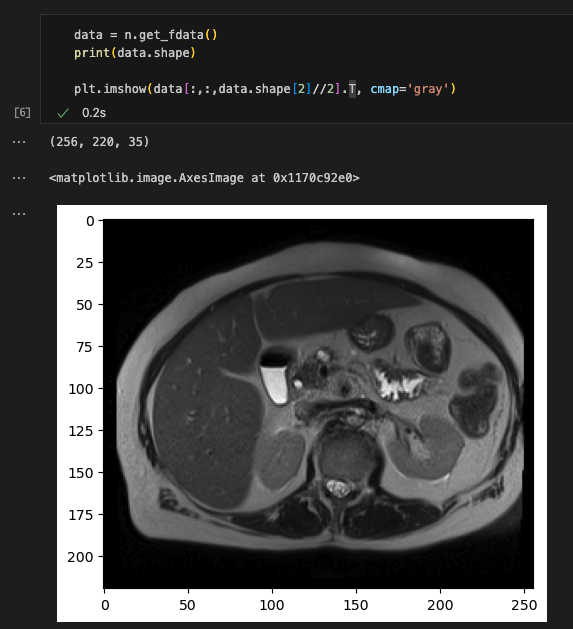 data = n.get_fdata()
print(data.shape)
plt.imshow(data[:,:,data.shape[2]//2].T, cmap='gray')
[6]
✓ 0.2s
... (256, 220, 35)
... <matplotlib.image.AxesImage at 0x1170c92e0>
...
0
25
50
75
100
125
150
175
200
0 50 100 150 200 250